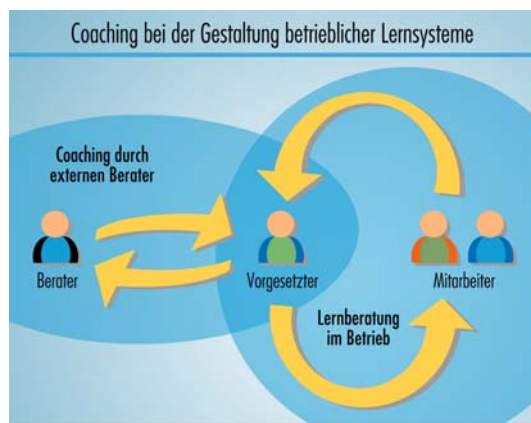 Coaching bei der Gestaltung betrieblicher Lernsysteme
Coaching durch
externen Berater
Berater
Vorgesetzter
Mitarbeiter
Lernberatung
im Betrieb